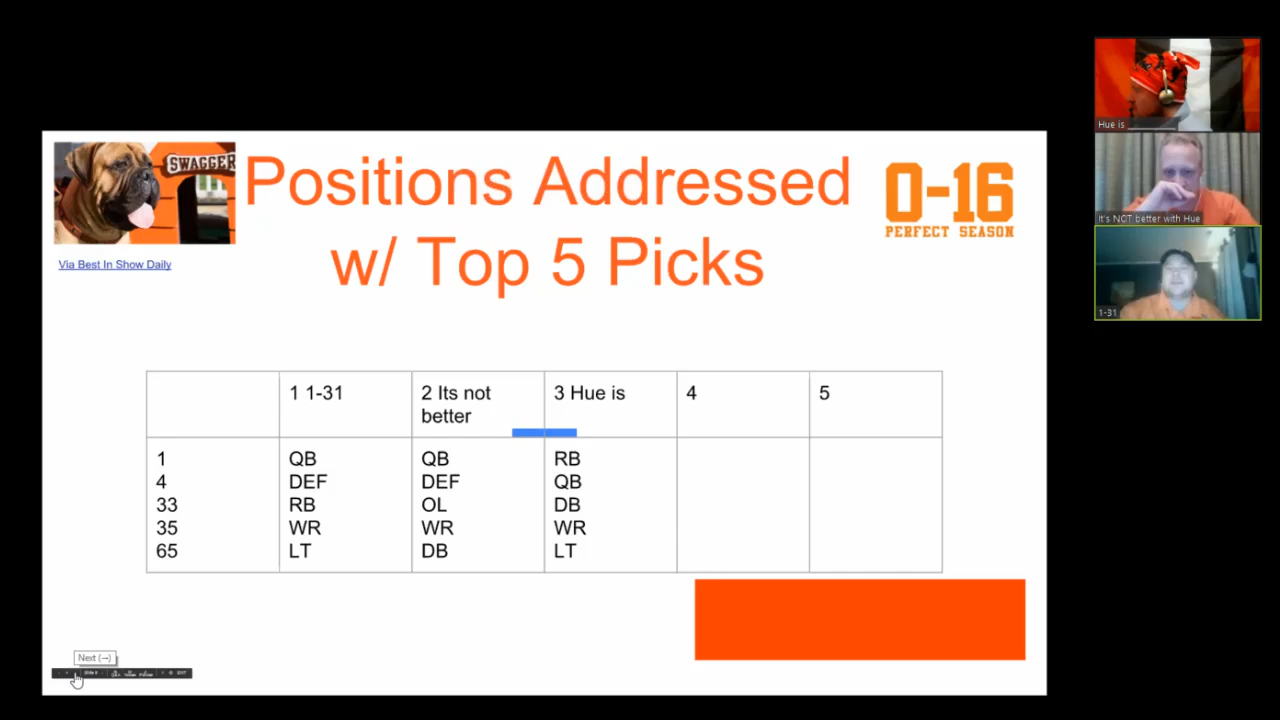 SWAGGER
Positions Addressed
w/ Top 5 Picks
0-16
PERFECT SEASON
Via Best In Show Daily
1 1-31
2 Its not
better
3 Hue is
4
5
1 QB QB RB
4 DEF DEF QB
33 RB OL DB
35 WR WR WR
65 LT DB LT
Next (→)
Hue is
It's NOT better with Hue
1-31